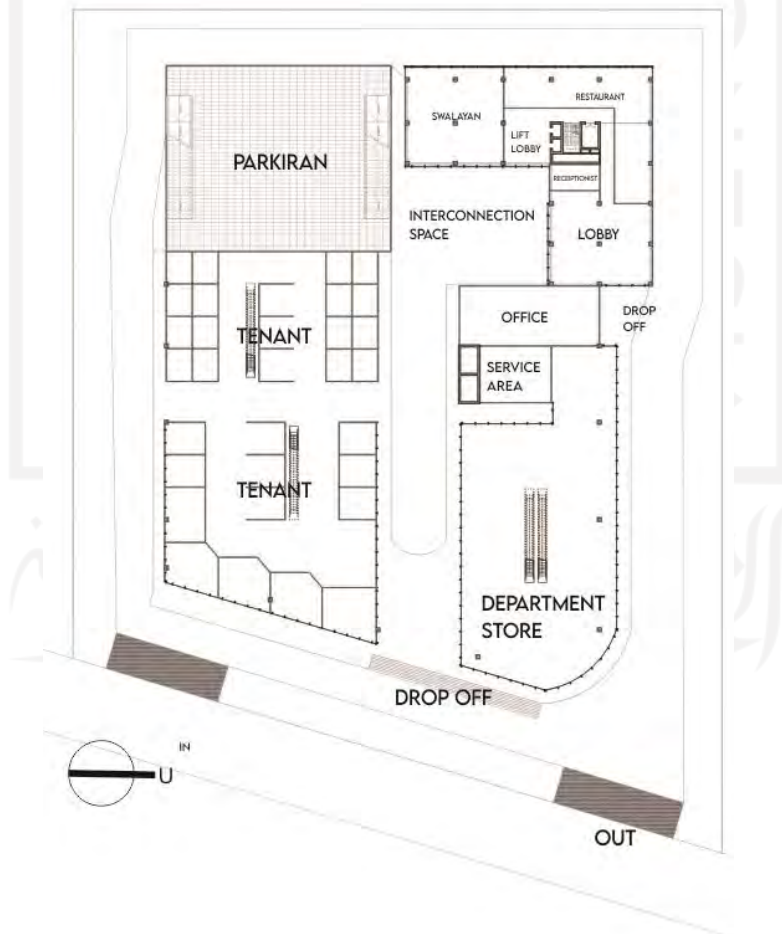 RESTAURANT
SWALAYAN
LIFT
LOBBY
PARKIRAN
RECEPTIONIST
INTERCONNECTION
SPACE
LOBBY
OFFICE
DROP
OFF
TENANT
SERVICE
AREA
TENANT
DEPARTMENT
STORE
DROP OFF
IN
U
OUT